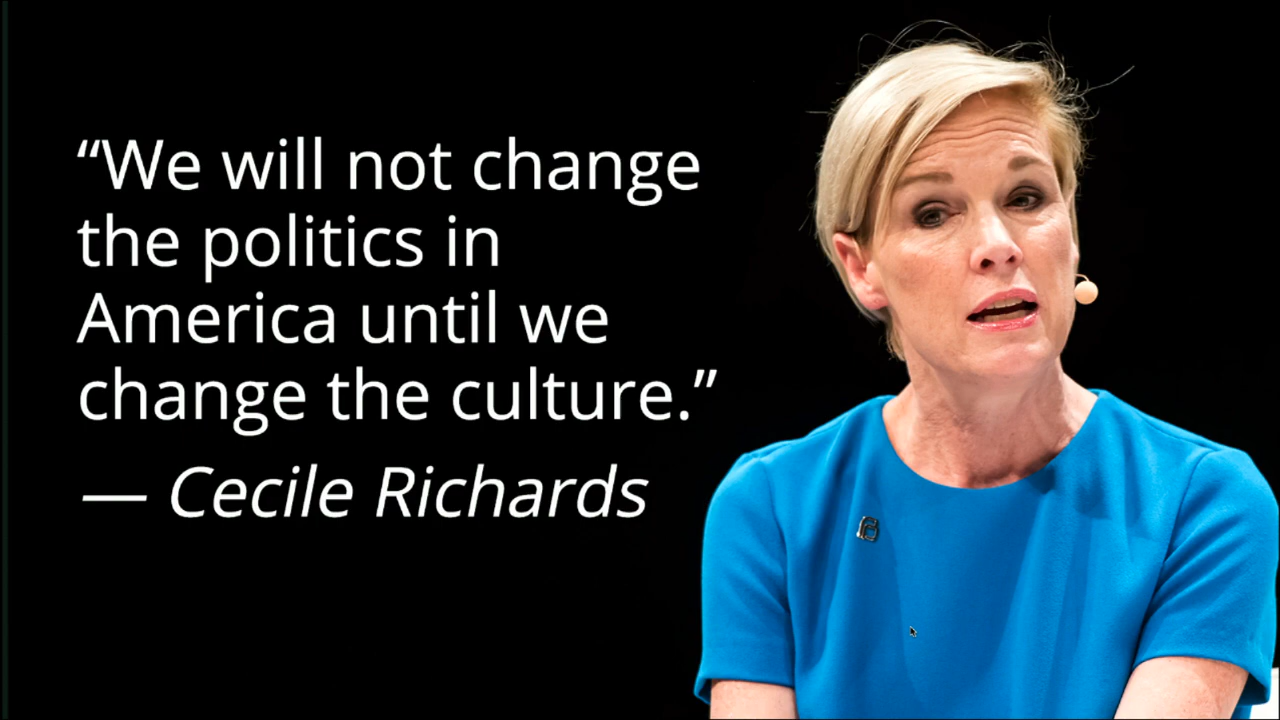 “We will not change
the politics in
America until we
change the culture.”
— Cecile Richards